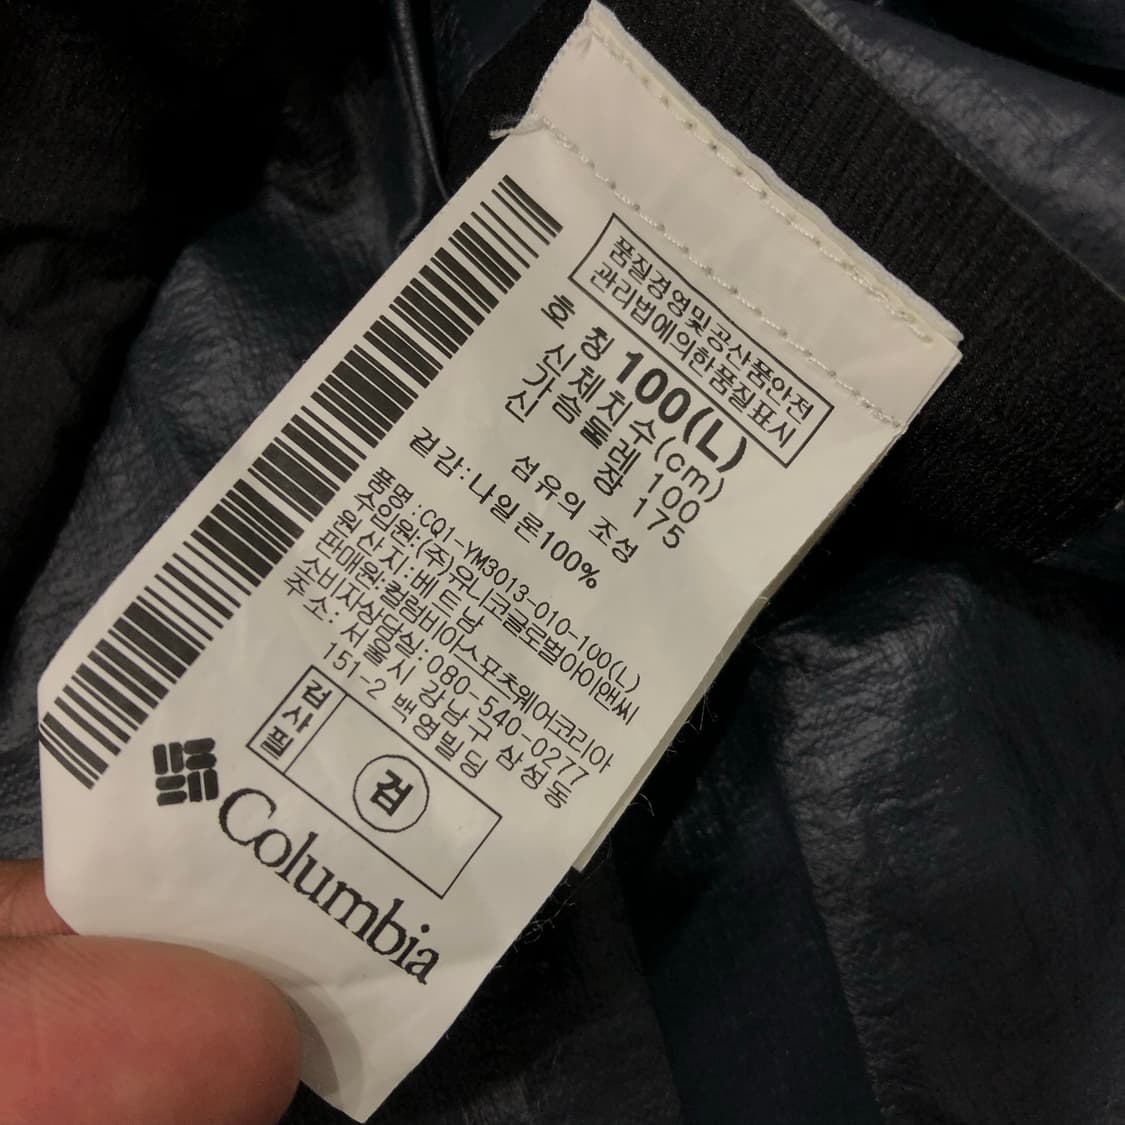 품질경영및공산품안전
관리법에의한품질표시
호 칭 100(L)
신체치수(cm)
가슴둘레 100
신 장 175
섬유의 조성
겉감:나일론100%
품명:CQ1-YM3013-010-100(L)
수입원:(주)유니코글로벌아이앤씨
원산지:베트남
판매원:컬럼비아스포츠웨어코리아
소비자상담실:080-540-0277
주소:서울시 강남구 삼성동
151-2 백영빌딩
검사필
검
Columbia